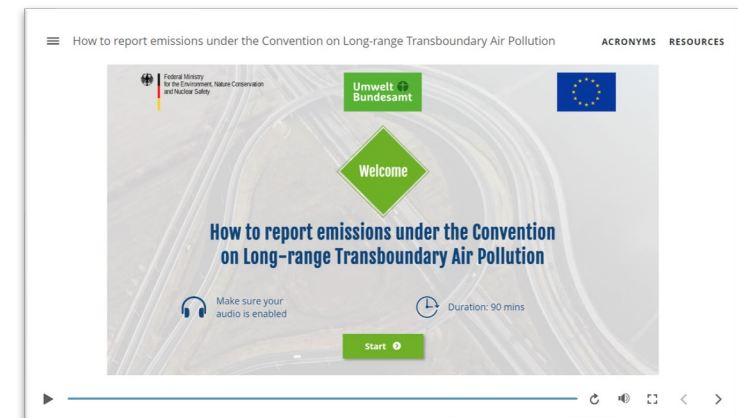 How to report emissions under the Convention on Long-range Transboundary Air Pollution
ACRONYMS RESOURCES
Federal Ministry
for the Environment, Nature Conservation
and Nuclear Safety
Umwelt
Bundesamt
Welcome
How to report emissions under the Convention
on Long-range Transboundary Air Pollution
Make sure your
audio is enabled
Duration: 90 mins
Start